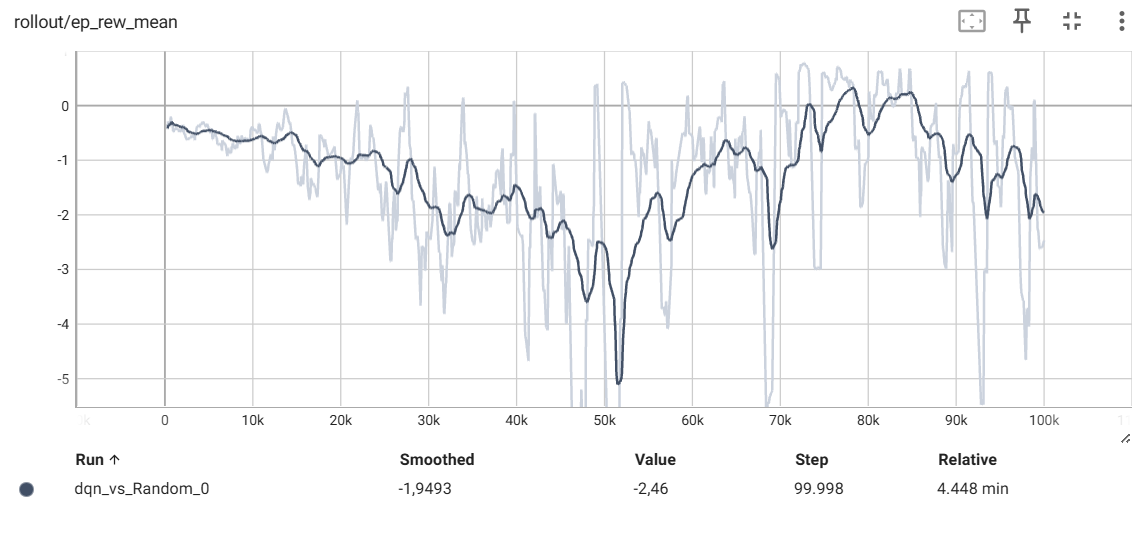 rollout/ep_rew_mean
0
-1
-2
-3
-4
-5
0 10k 20k 30k 40k 50k 60k 70k 80k 90k 100k
Run ↑ Smoothed Value Step Relative
dqn_vs_Random_0 -1,9493 -2,46 99.998 4.448 min